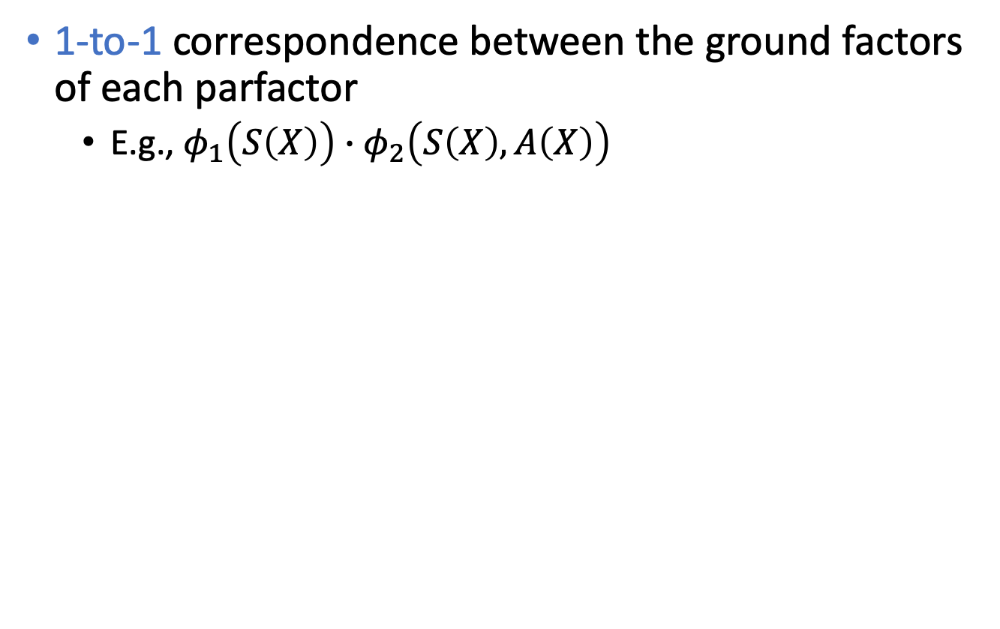 • 1-to-1 correspondence between the ground factors
of each parfactor
• E.g., 𝜙₁(𝑆(𝑋)) · 𝜙₂(𝑆(𝑋), 𝐴(𝑋))